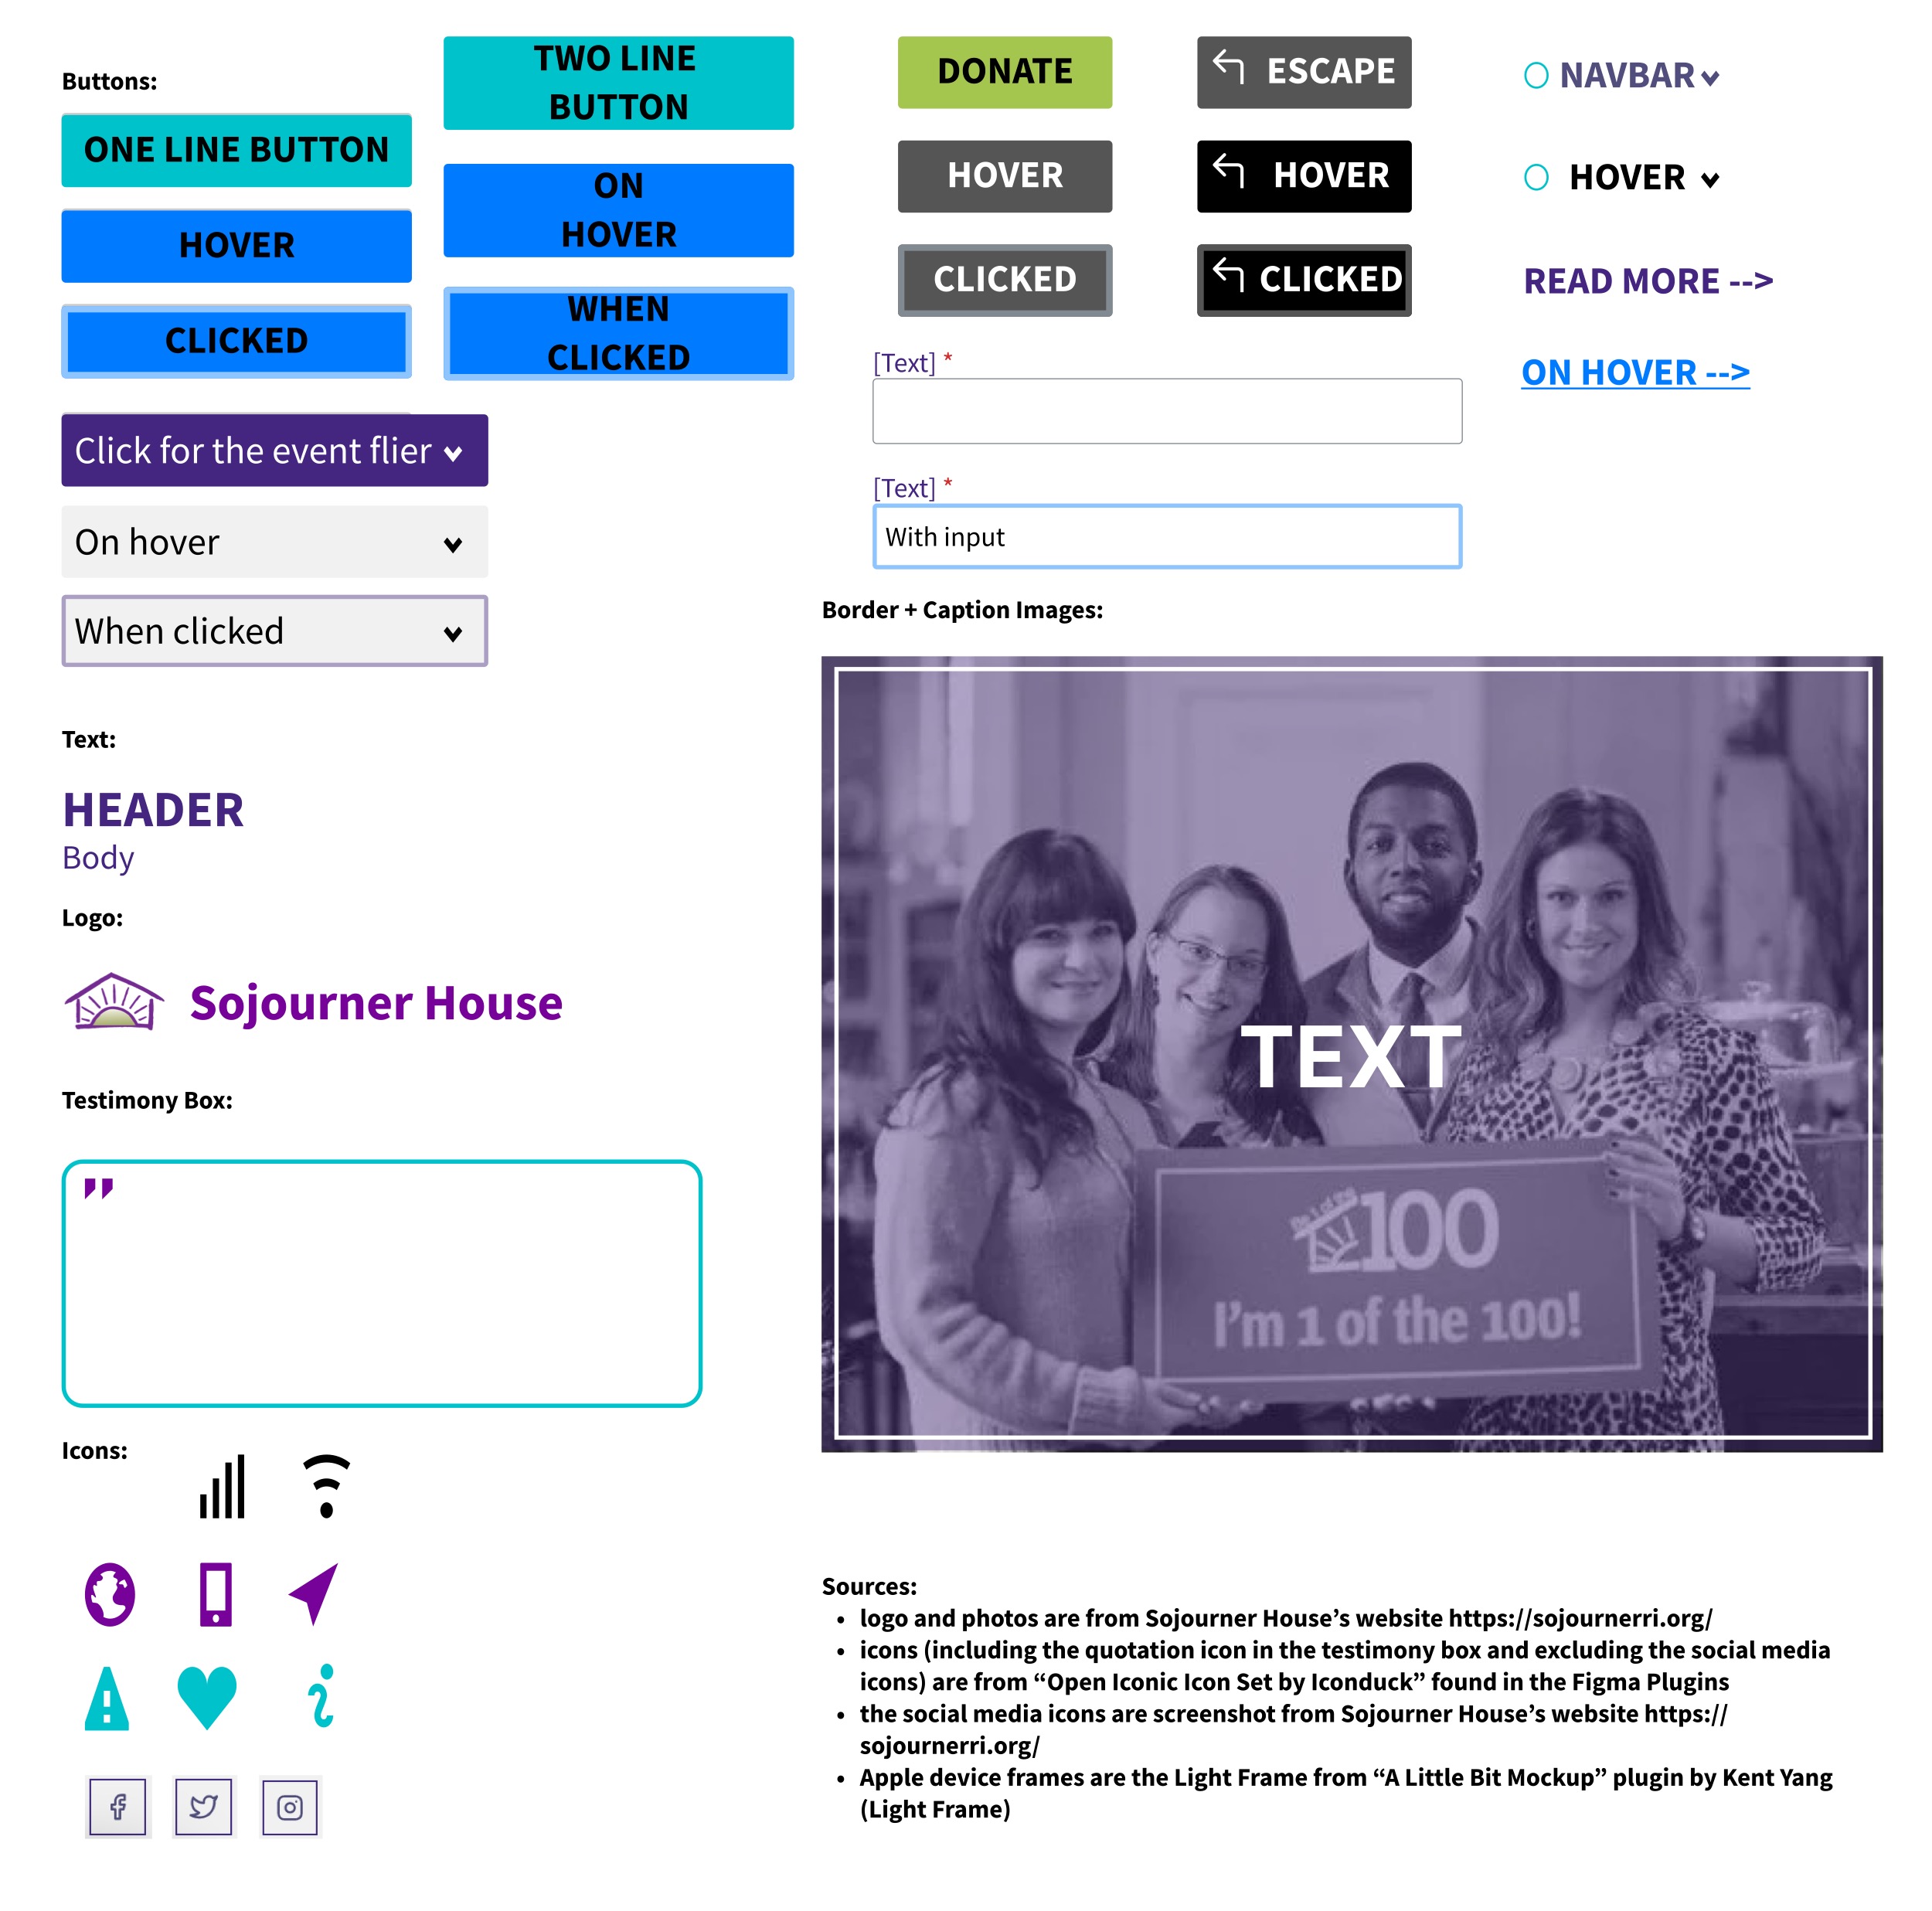 Buttons:
ONE LINE BUTTON
HOVER
CLICKED
TWO LINE
BUTTON
ON
HOVER
WHEN
CLICKED
Click for the event flier
On hover
When clicked
DONATE
HOVER
CLICKED
ESCAPE
HOVER
CLICKED
NAVBAR
HOVER
READ MORE -->
ON HOVER -->
[Text] *
[Text] *
With input
Text:
HEADER
Body
Logo:
Sojourner House
Testimony Box:
"
Icons:
Border + Caption Images:
TEXT
Be 1 of the
100
I'm 1 of the 100!
Sources:
• logo and photos are from Sojourner House’s website https://sojournerri.org/
• icons (including the quotation icon in the testimony box and excluding the social media
icons) are from “Open Iconic Icon Set by Iconduck” found in the Figma Plugins
• the social media icons are screenshot from Sojourner House’s website https://
sojournerri.org/
• Apple device frames are the Light Frame from “A Little Bit Mockup” plugin by Kent Yang
(Light Frame)